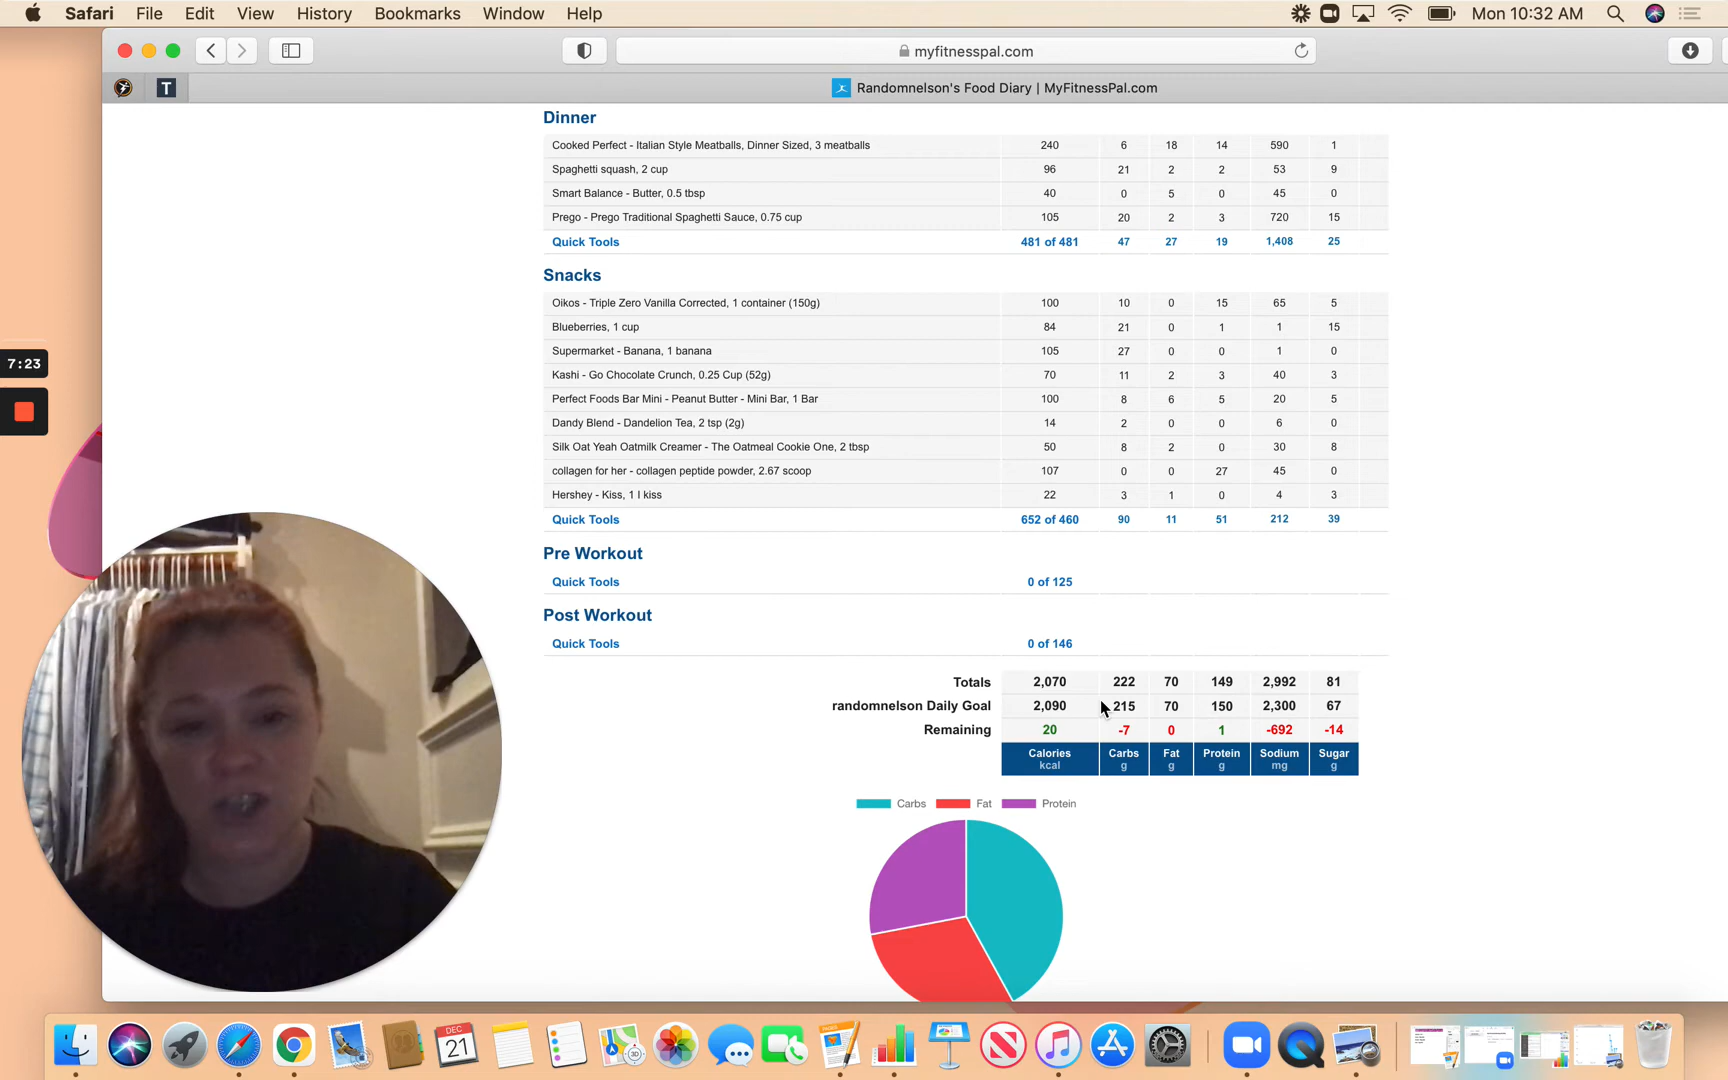 Safari File Edit View History Bookmarks Window Help Mon 10:32 AM
myfitnesspal.com
T Randomnelson's Food Diary | MyFitnessPal.com
Dinner
Cooked Perfect - Italian Style Meatballs, Dinner Sized, 3 meatballs 240 6 18 14 590 1
Spaghetti squash, 2 cup 96 21 2 2 53 9
Smart Balance - Butter, 0.5 tbsp 40 0 5 0 45 0
Prego - Prego Traditional Spaghetti Sauce, 0.75 cup 105 20 2 3 720 15
Quick Tools 481 of 481 47 27 19 1,408 25
Snacks
Oikos - Triple Zero Vanilla Corrected, 1 container (150g) 100 10 0 15 65 5
Blueberries, 1 cup 84 21 0 1 1 15
Supermarket - Banana, 1 banana 105 27 0 0 1 0
7:23
Kashi - Go Chocolate Crunch, 0.25 Cup (52g) 70 11 2 3 40 3
Perfect Foods Bar Mini - Peanut Butter - Mini Bar, 1 Bar 100 8 6 5 20 5
Dandy Blend - Dandelion Tea, 2 tsp (2g) 14 2 0 0 6 0
Silk Oat Yeah Oatmilk Creamer - The Oatmeal Cookie One, 2 tbsp 50 8 2 0 30 8
collagen for her - collagen peptide powder, 2.67 scoop 107 0 0 27 45 0
Hershey - Kiss, 1 I kiss 22 3 1 0 4 3
Quick Tools 652 of 460 90 11 51 212 39
Pre Workout
Quick Tools 0 of 125
Post Workout
Quick Tools 0 of 146
Totals 2,070 222 70 149 2,992 81
randomnelson Daily Goal 2,090 215 70 150 2,300 67
Remaining 20 -7 0 1 -692 -14
Calories Carbs Fat Protein Sodium Sugar
kcal g g g mg g
Carbs Fat Protein
DEC
21